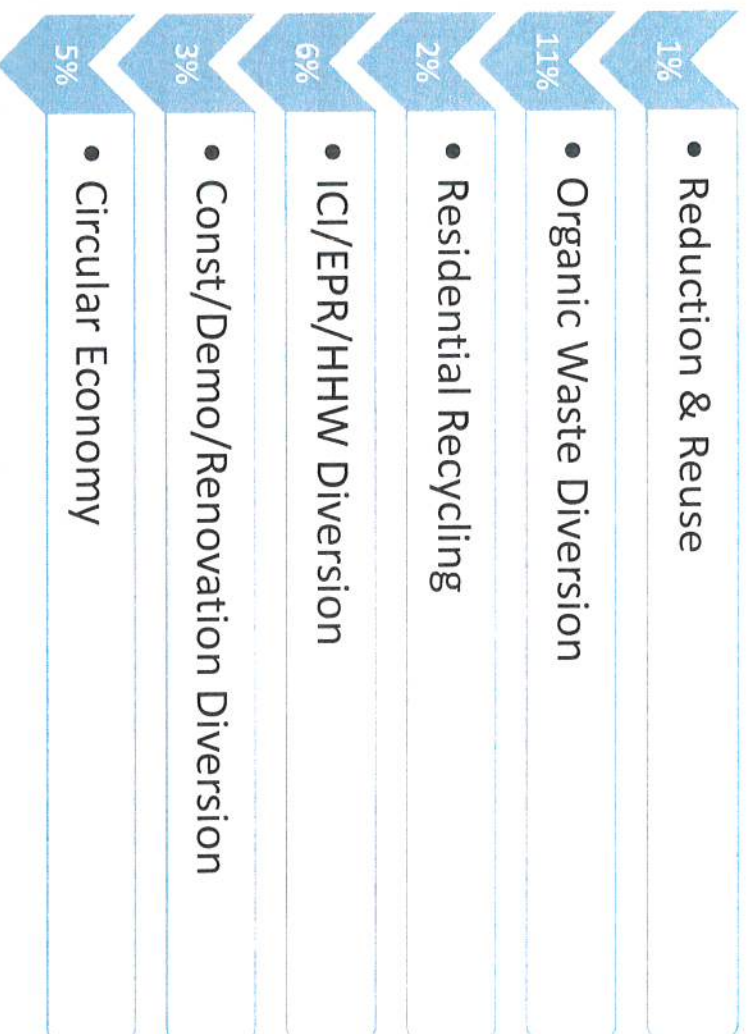 1%
• Reduction & Reuse
11%
• Organic Waste Diversion
2%
• Residential Recycling
6%
• ICI/EPR/HHW Diversion
3%
• Const/Demo/Renovation Diversion
5%
• Circular Economy